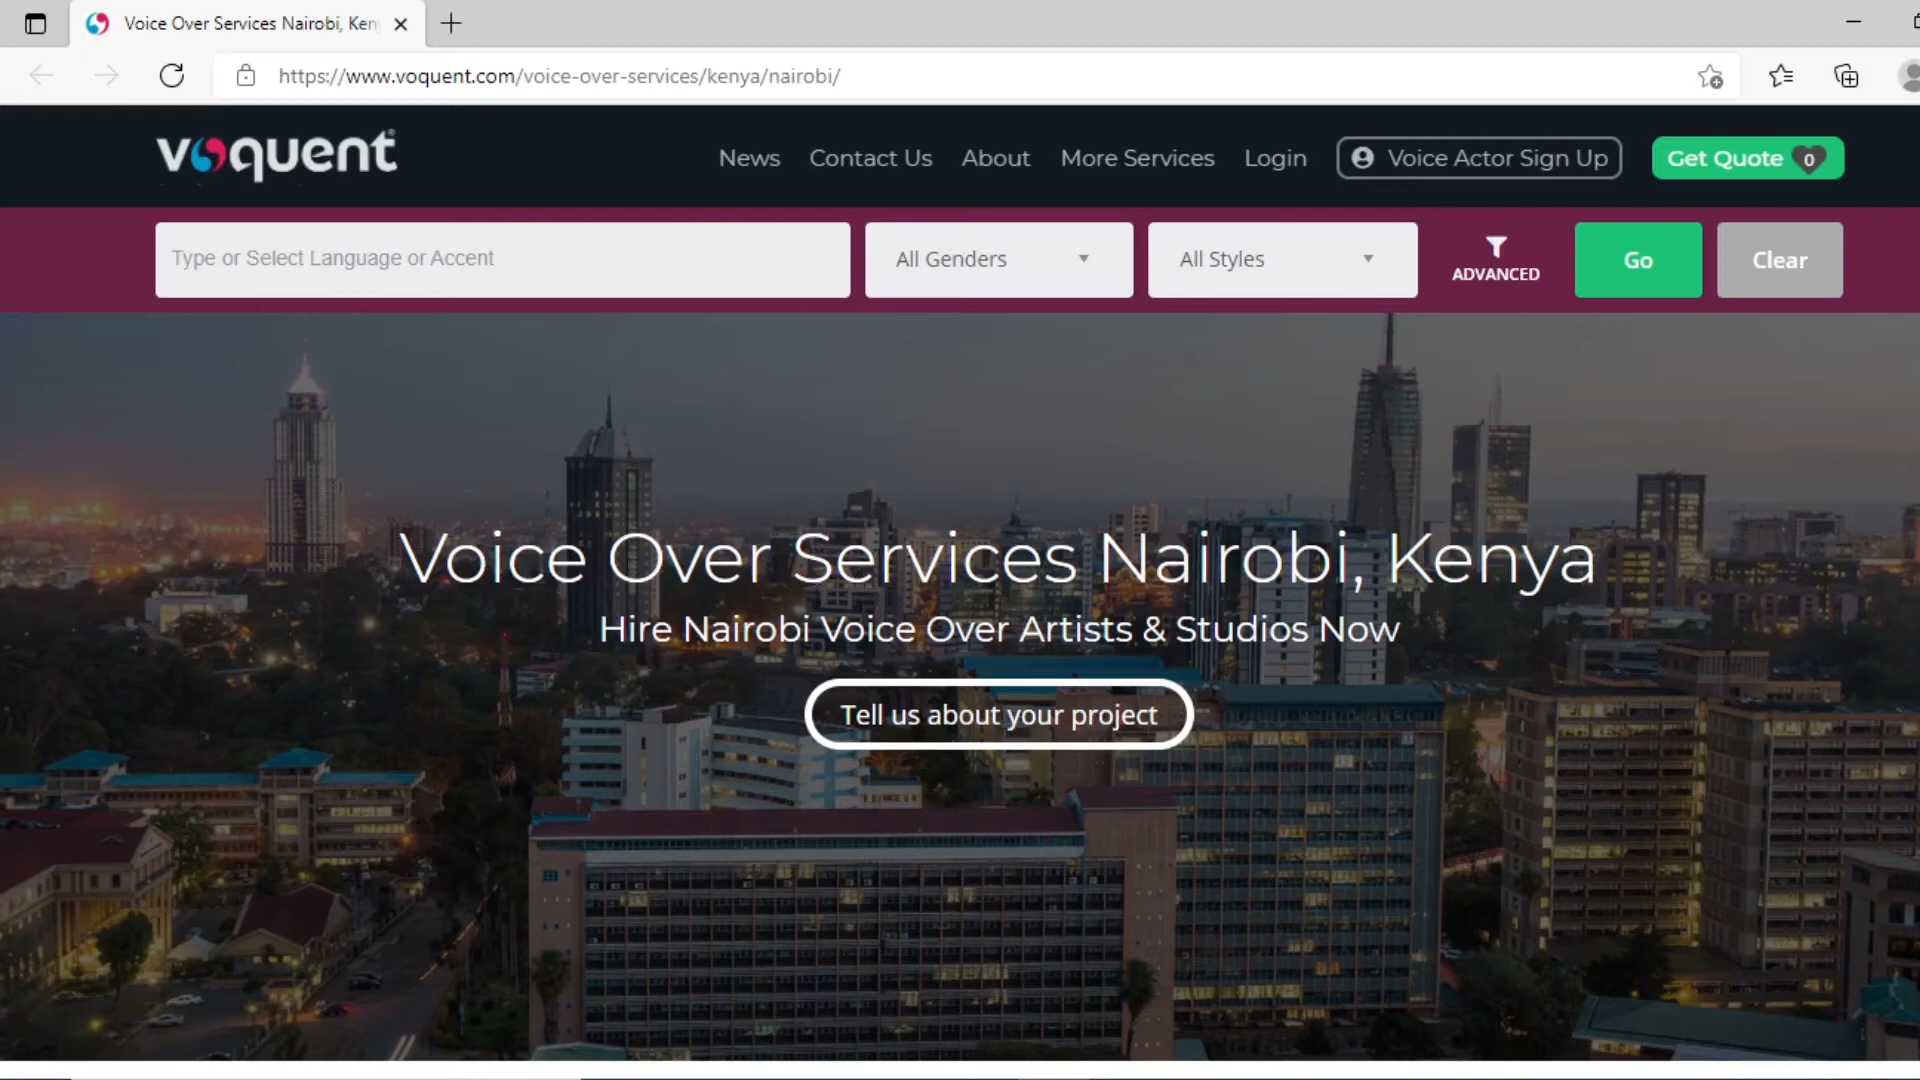 Voice Over Services Nairobi, Ken
https://www.voquent.com/voice-over-services/kenya/nairobi/
voquent
News Contact Us About More Services Login Voice Actor Sign Up Get Quote 0
Type or Select Language or Accent All Genders All Styles ADVANCED Go Clear
Voice Over Services Nairobi, Kenya
Hire Nairobi Voice Over Artists & Studios Now
Tell us about your project